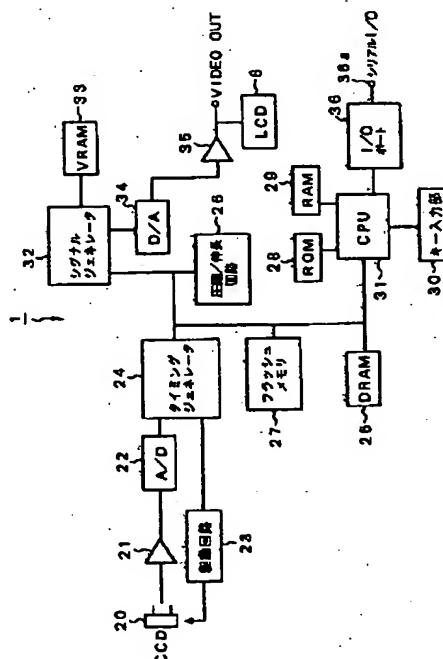 1
32
シグナル
ジェネレータ
33
VRAM
34
D/A
35
VIDEO OUT
6
LCD
26
圧縮/伸長
回路
24
タイミング
ジェネレータ
22
A/D
21
20
CCD
駆動回路
23
フラッシュ
メモリ
27
DRAM
25
28
ROM
29
RAM
CPU
31
キー入力部
30
36
I/O
ポート
36a
シリアルI/O